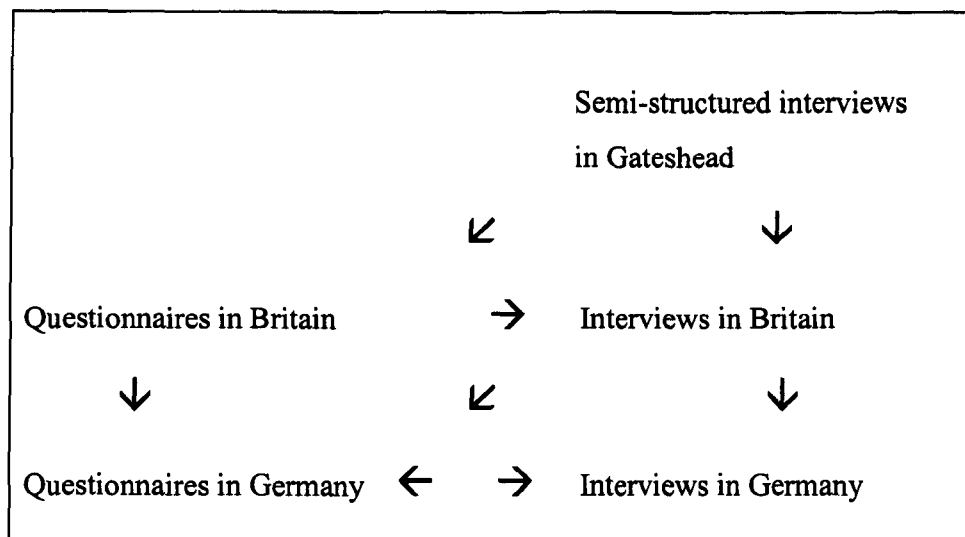 Semi-structured interviews
in Gateshead
↙ ↓
Questionnaires in Britain → Interviews in Britain
↓ ↙ ↓
Questionnaires in Germany ← → Interviews in Germany